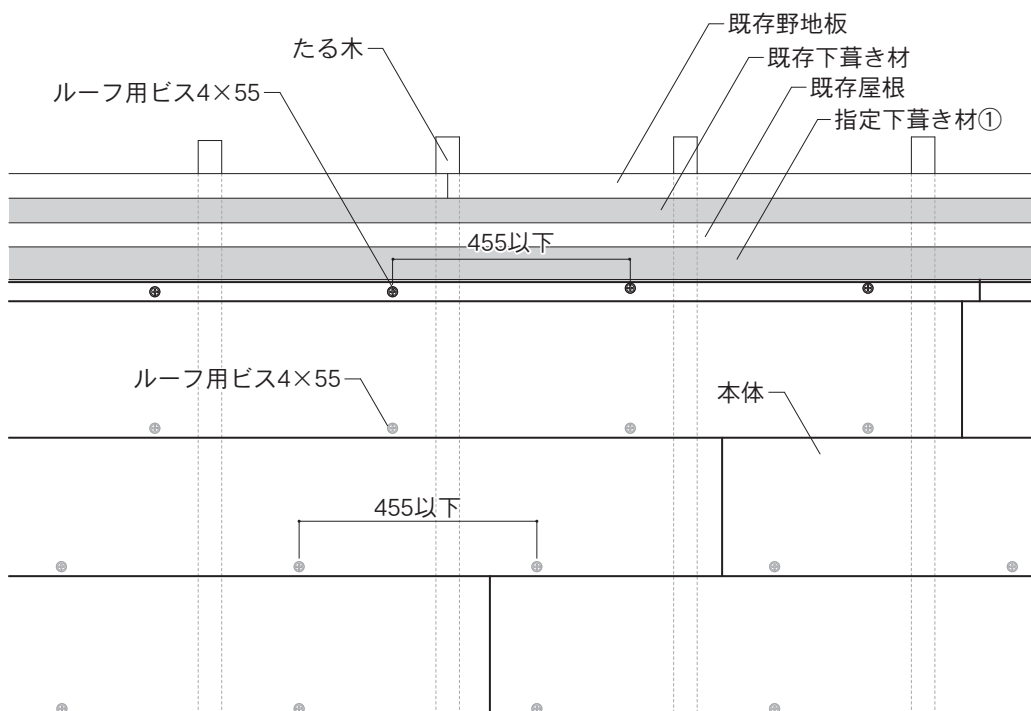 既存野地板
たる木
既存下葺き材
ルーフ用ビス4×55
既存屋根
指定下葺き材①
455以下
ルーフ用ビス4×55
本体
455以下